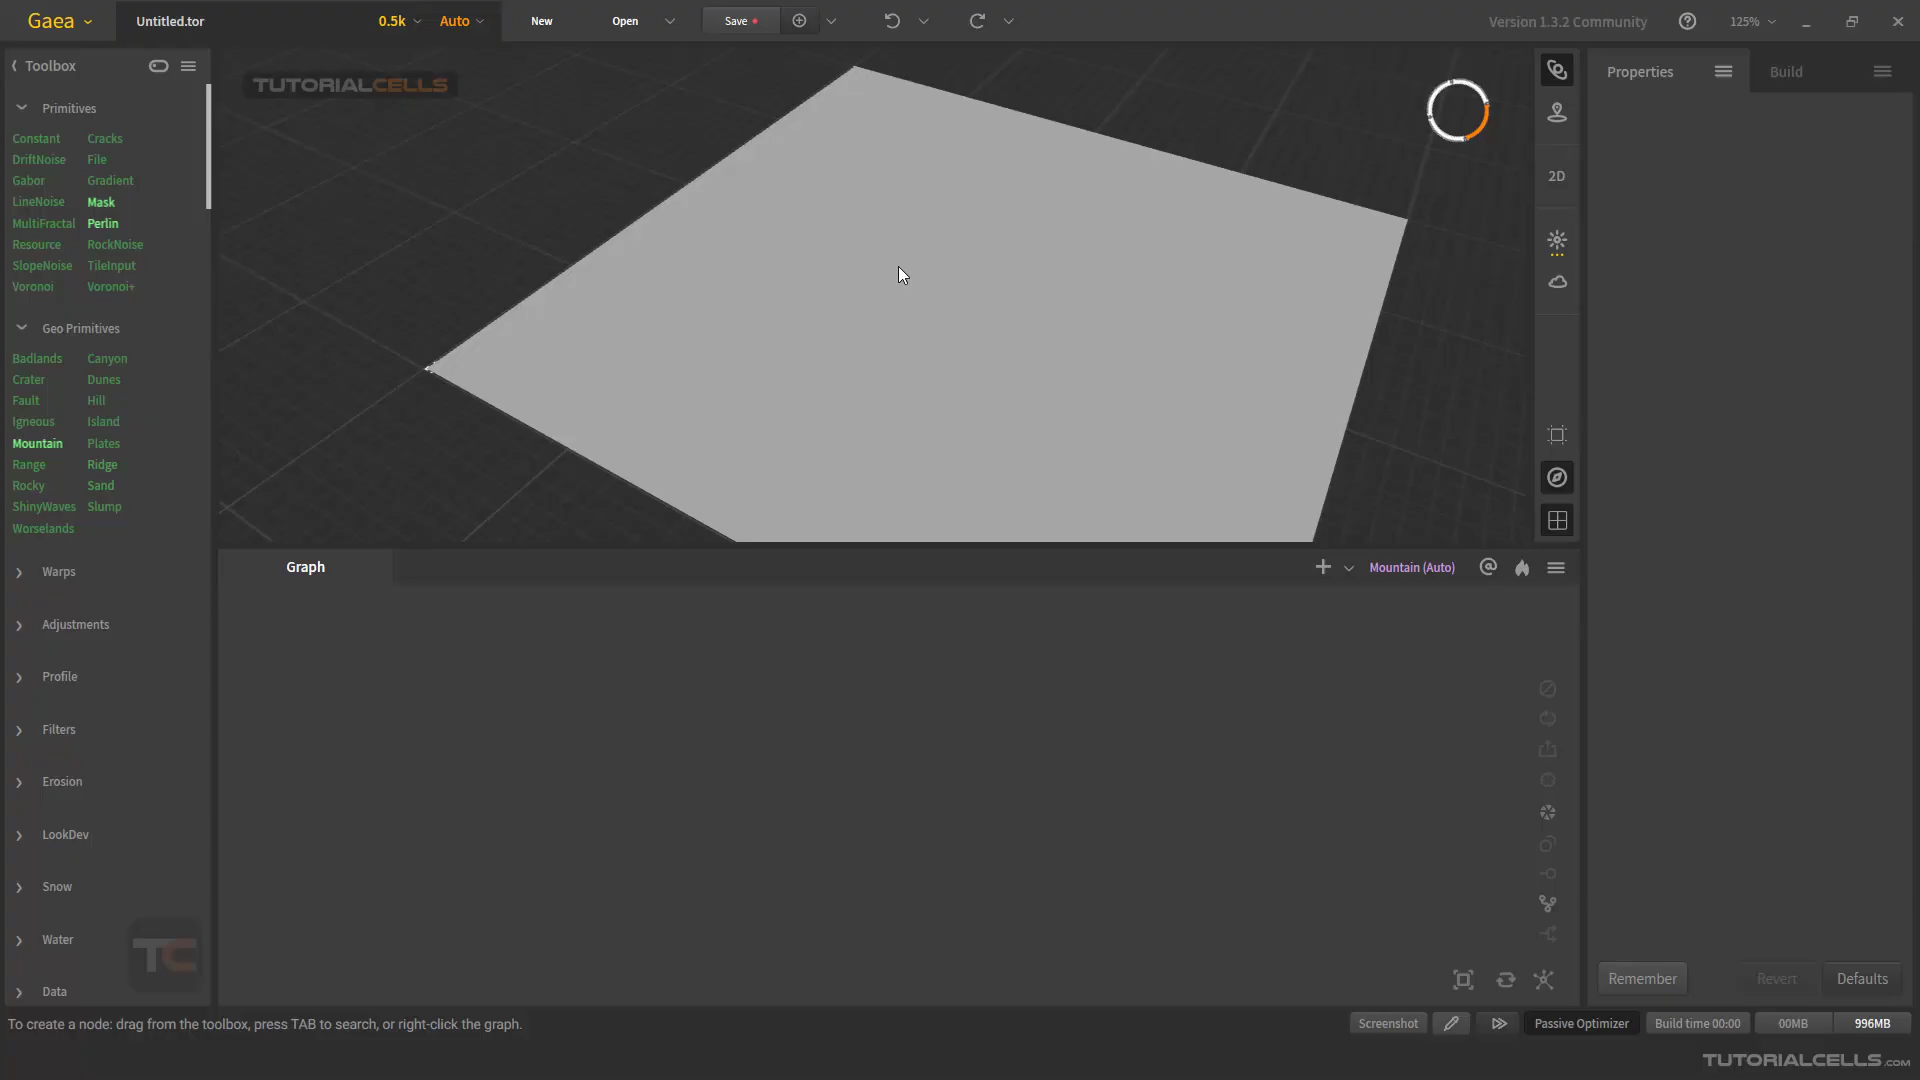 Gaea
Untitled.tor
0.5k
Auto
New
Open
Save
Version 1.3.2 Community
125%
Toolbox
TUTORIALCELLS
Primitives
Constant Cracks
DriftNoise File
Gabor Gradient
LineNoise Mask
MultiFractal Perlin
Resource RockNoise
SlopeNoise TileInput
Voronoi Voronoi+
Geo Primitives
Badlands Canyon
Crater Dunes
Fault Hill
Igneous Island
Mountain Plates
Range Ridge
Rocky Sand
ShinyWaves Slump
Worselands
Warps
Adjustments
Profile
Filters
Erosion
LookDev
Snow
Water
Data
TC
2D
Properties
Build
Graph
Mountain (Auto)
Remember
Revert
Defaults
To create a node: drag from the toolbox, press TAB to search, or right-click the graph.
Screenshot
Passive Optimizer
Build time 00:00
00MB
996MB
TUTORIALCELLS.COM